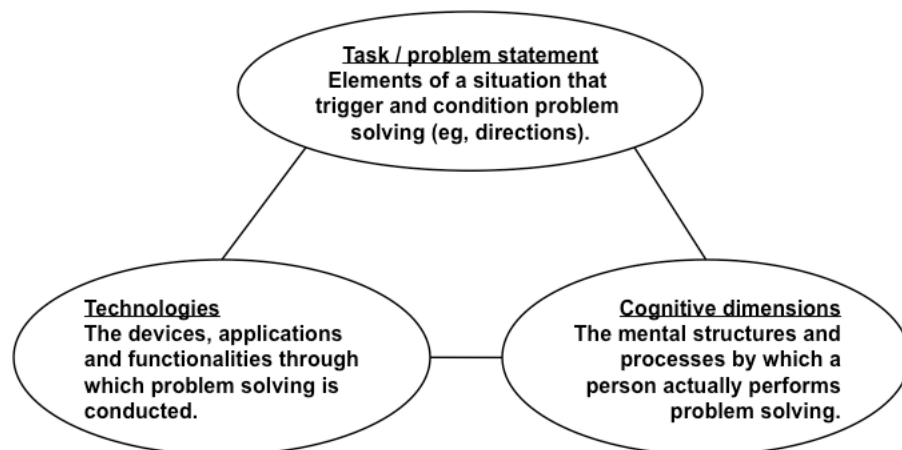 Task / problem statement
Elements of a situation that
trigger and condition problem
solving (eg, directions).
Technologies
The devices, applications
and functionalities through
which problem solving is
conducted.
Cognitive dimensions
The mental structures and
processes by which a
person actually performs
problem solving.